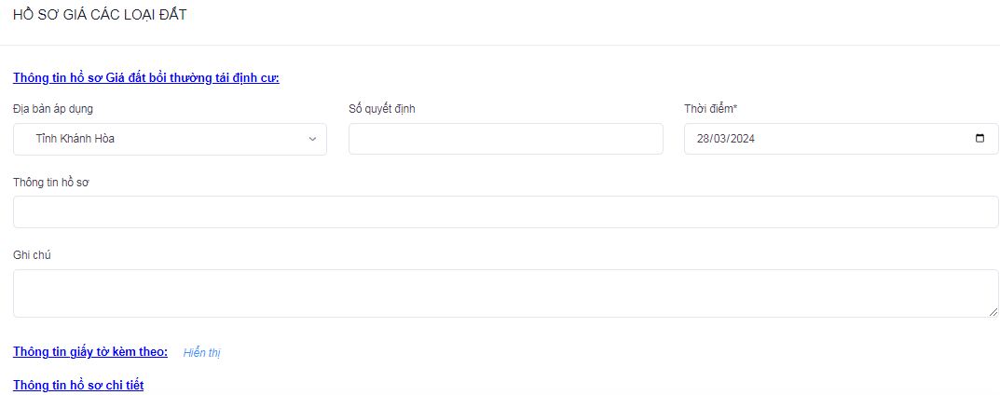 HỒ SƠ GIÁ CÁC LOẠI ĐẤT
Thông tin hồ sơ Giá đất bồi thường tái định cư:
Địa bàn áp dụng Số quyết định Thời điểm*
Tỉnh Khánh Hòa 28/03/2024
Thông tin hồ sơ
Ghi chú
Thông tin giấy tờ kèm theo: Hiển thị
Thông tin hồ sơ chi tiết